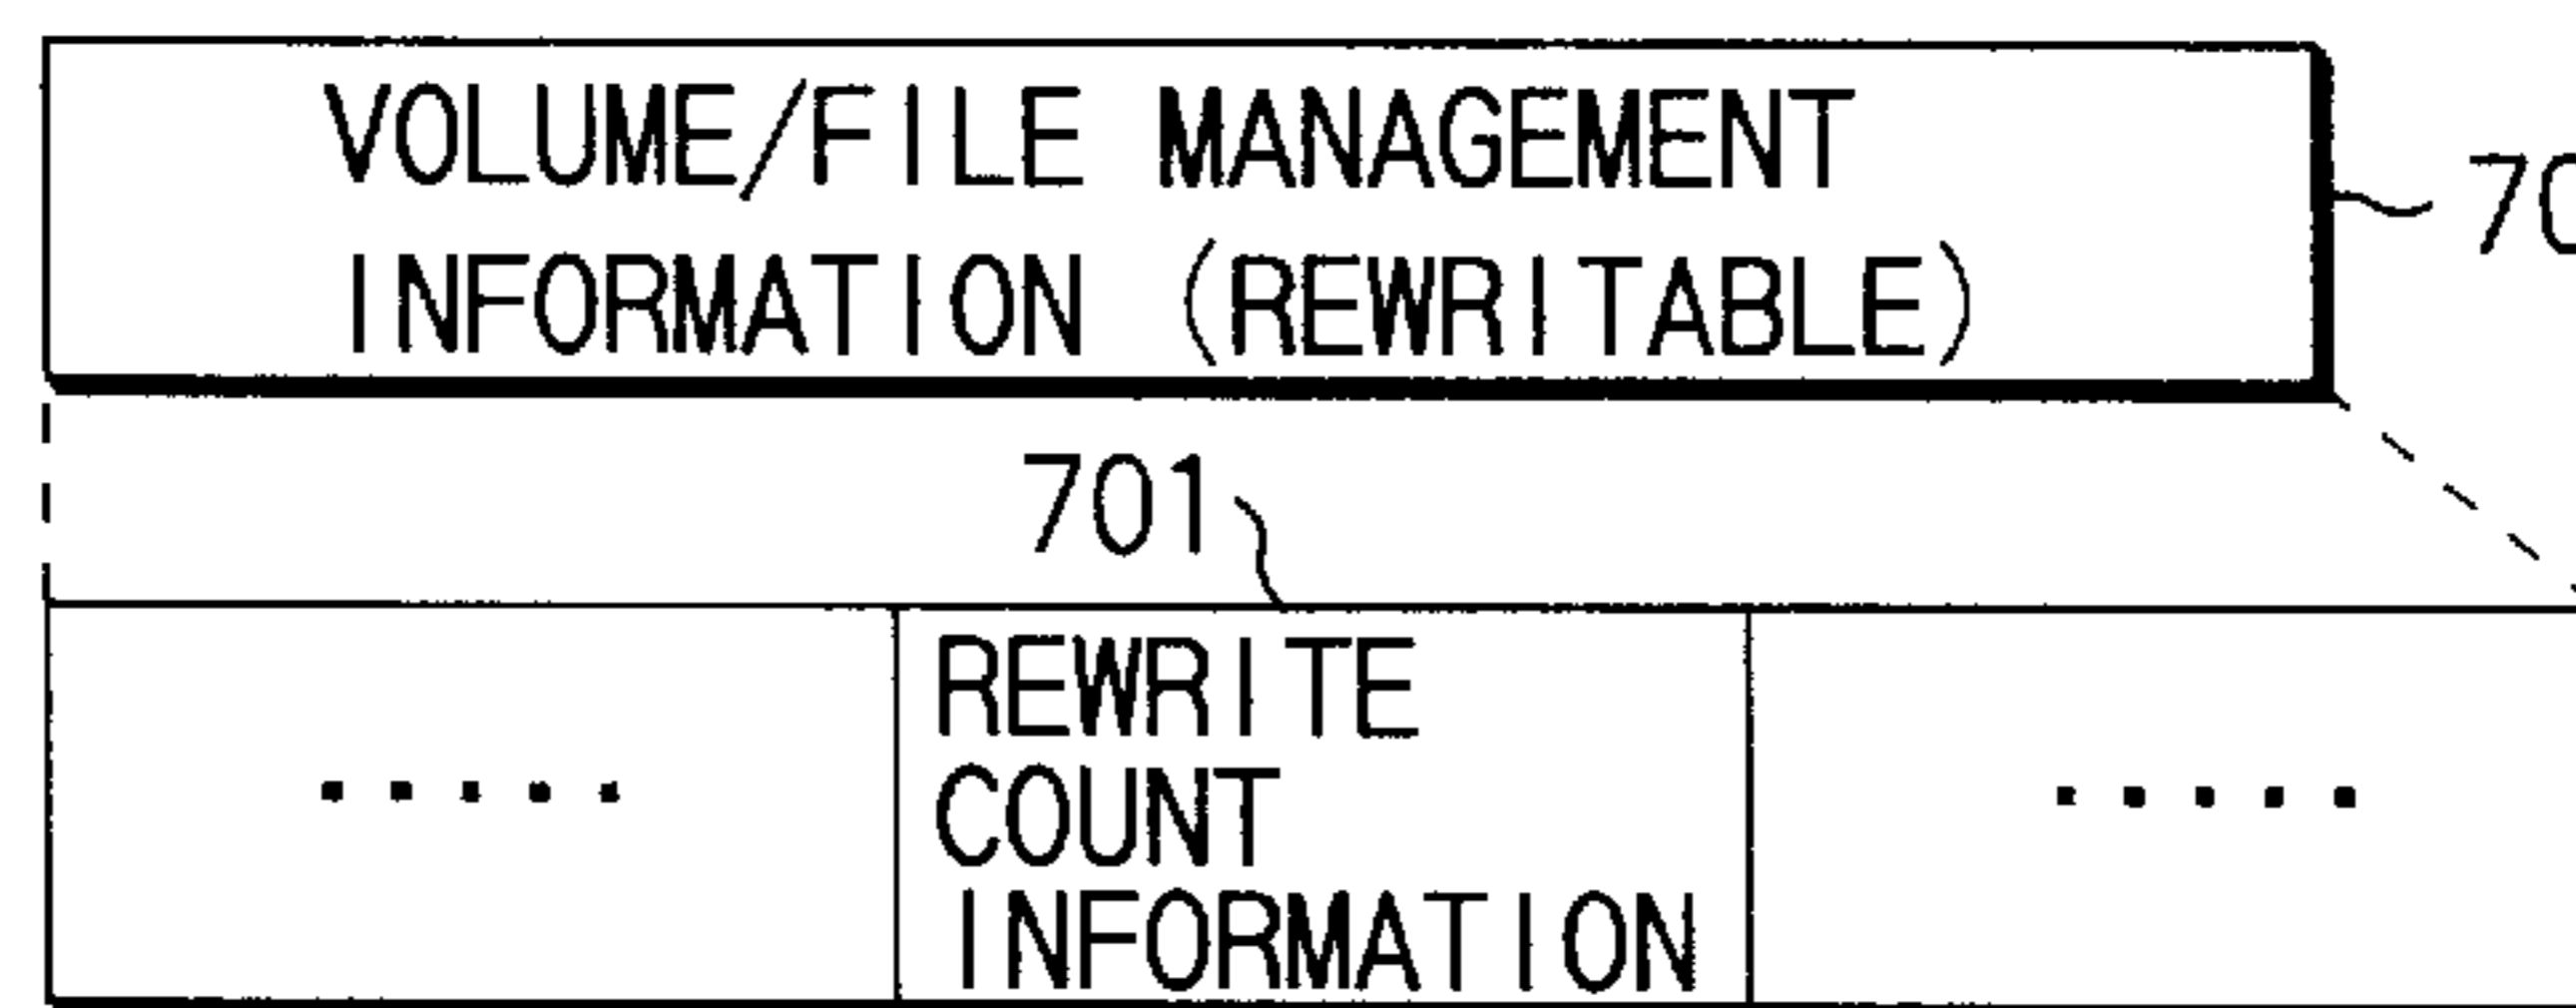 VOLUME/FILE MANAGEMENT
INFORMATION (REWRITABLE)
701
REWRITE
COUNT
INFORMATION
.....
.....